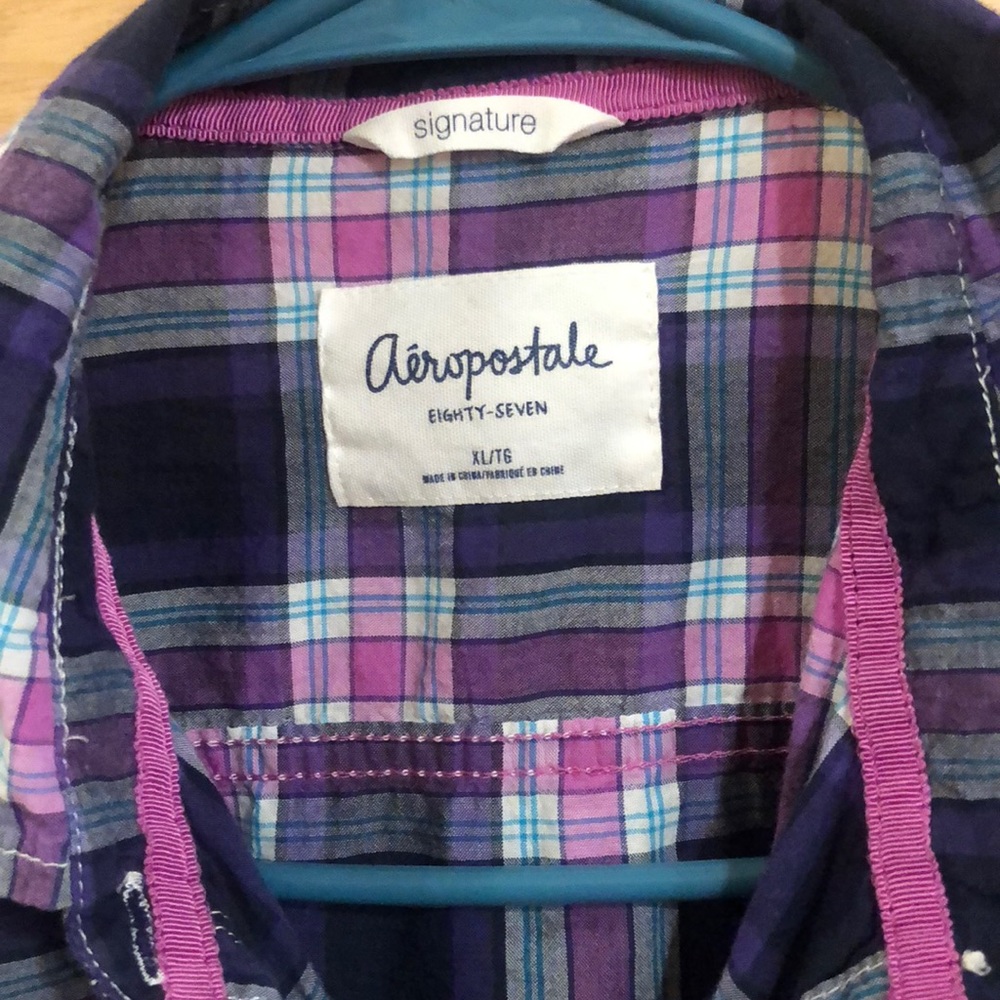 signature
Aéropostale
EIGHTY-SEVEN
XL/TG
MADE IN CHINA/FABRIQUÉ EN CHINE